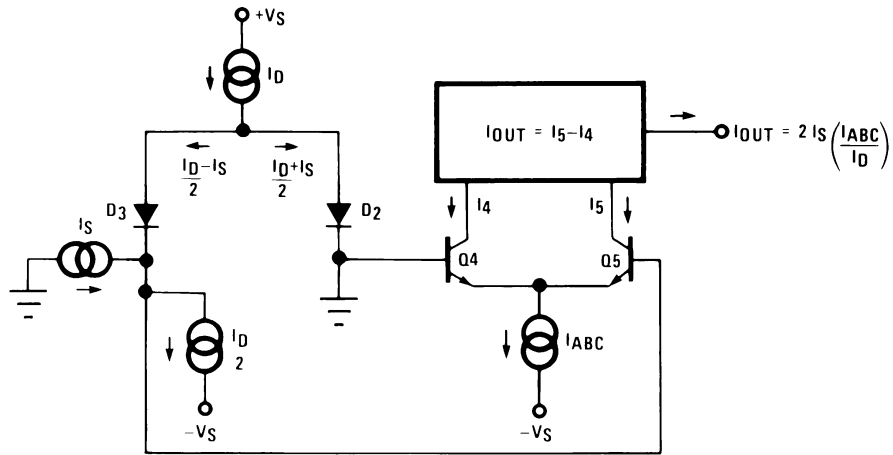 +VS
ID
ID/2 − IS
ID/2 + IS
D3
D2
IS
ID/2
−VS
IOUT = I5−I4
IOUT = 2 IS (IABC/ID)
I4
I5
Q4
Q5
IABC
−VS